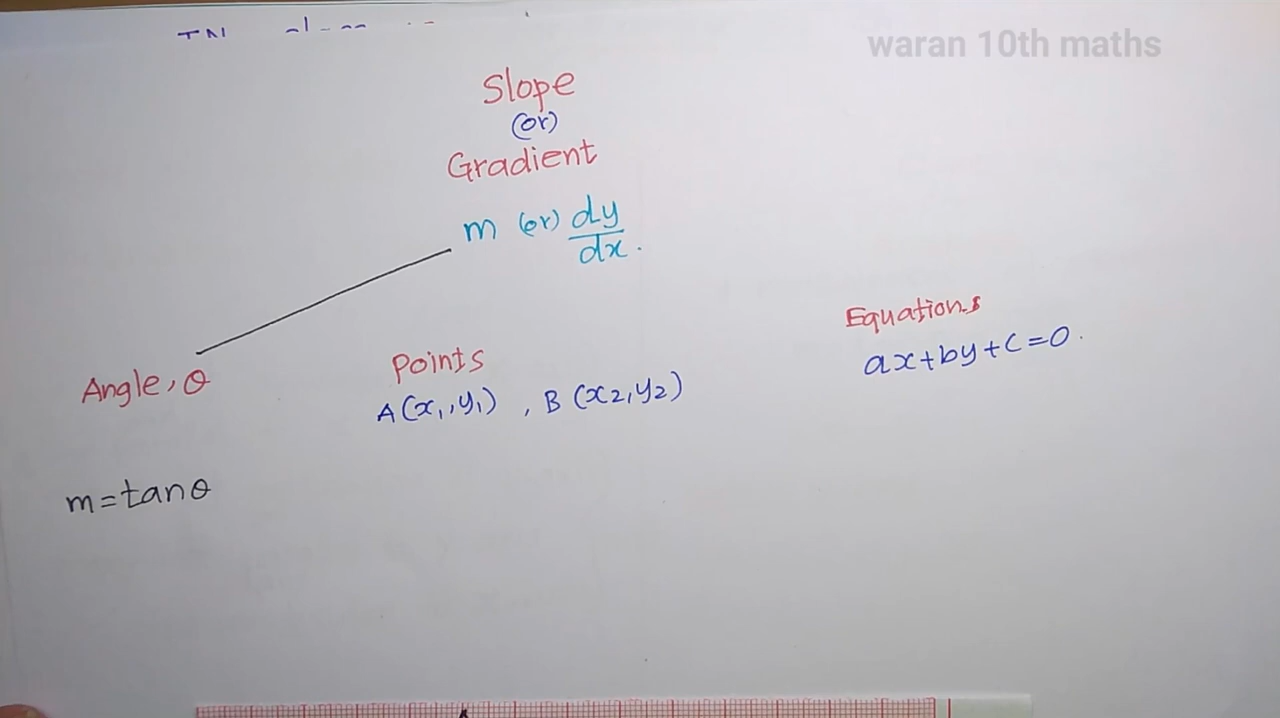 waran 10th maths
Slope
(or)
Gradient
m (or) dy/dx.
Angle, θ
Points
A(x₁, y₁) , B (x₂, y₂)
Equations
ax+by+c=0.
m=tanθ